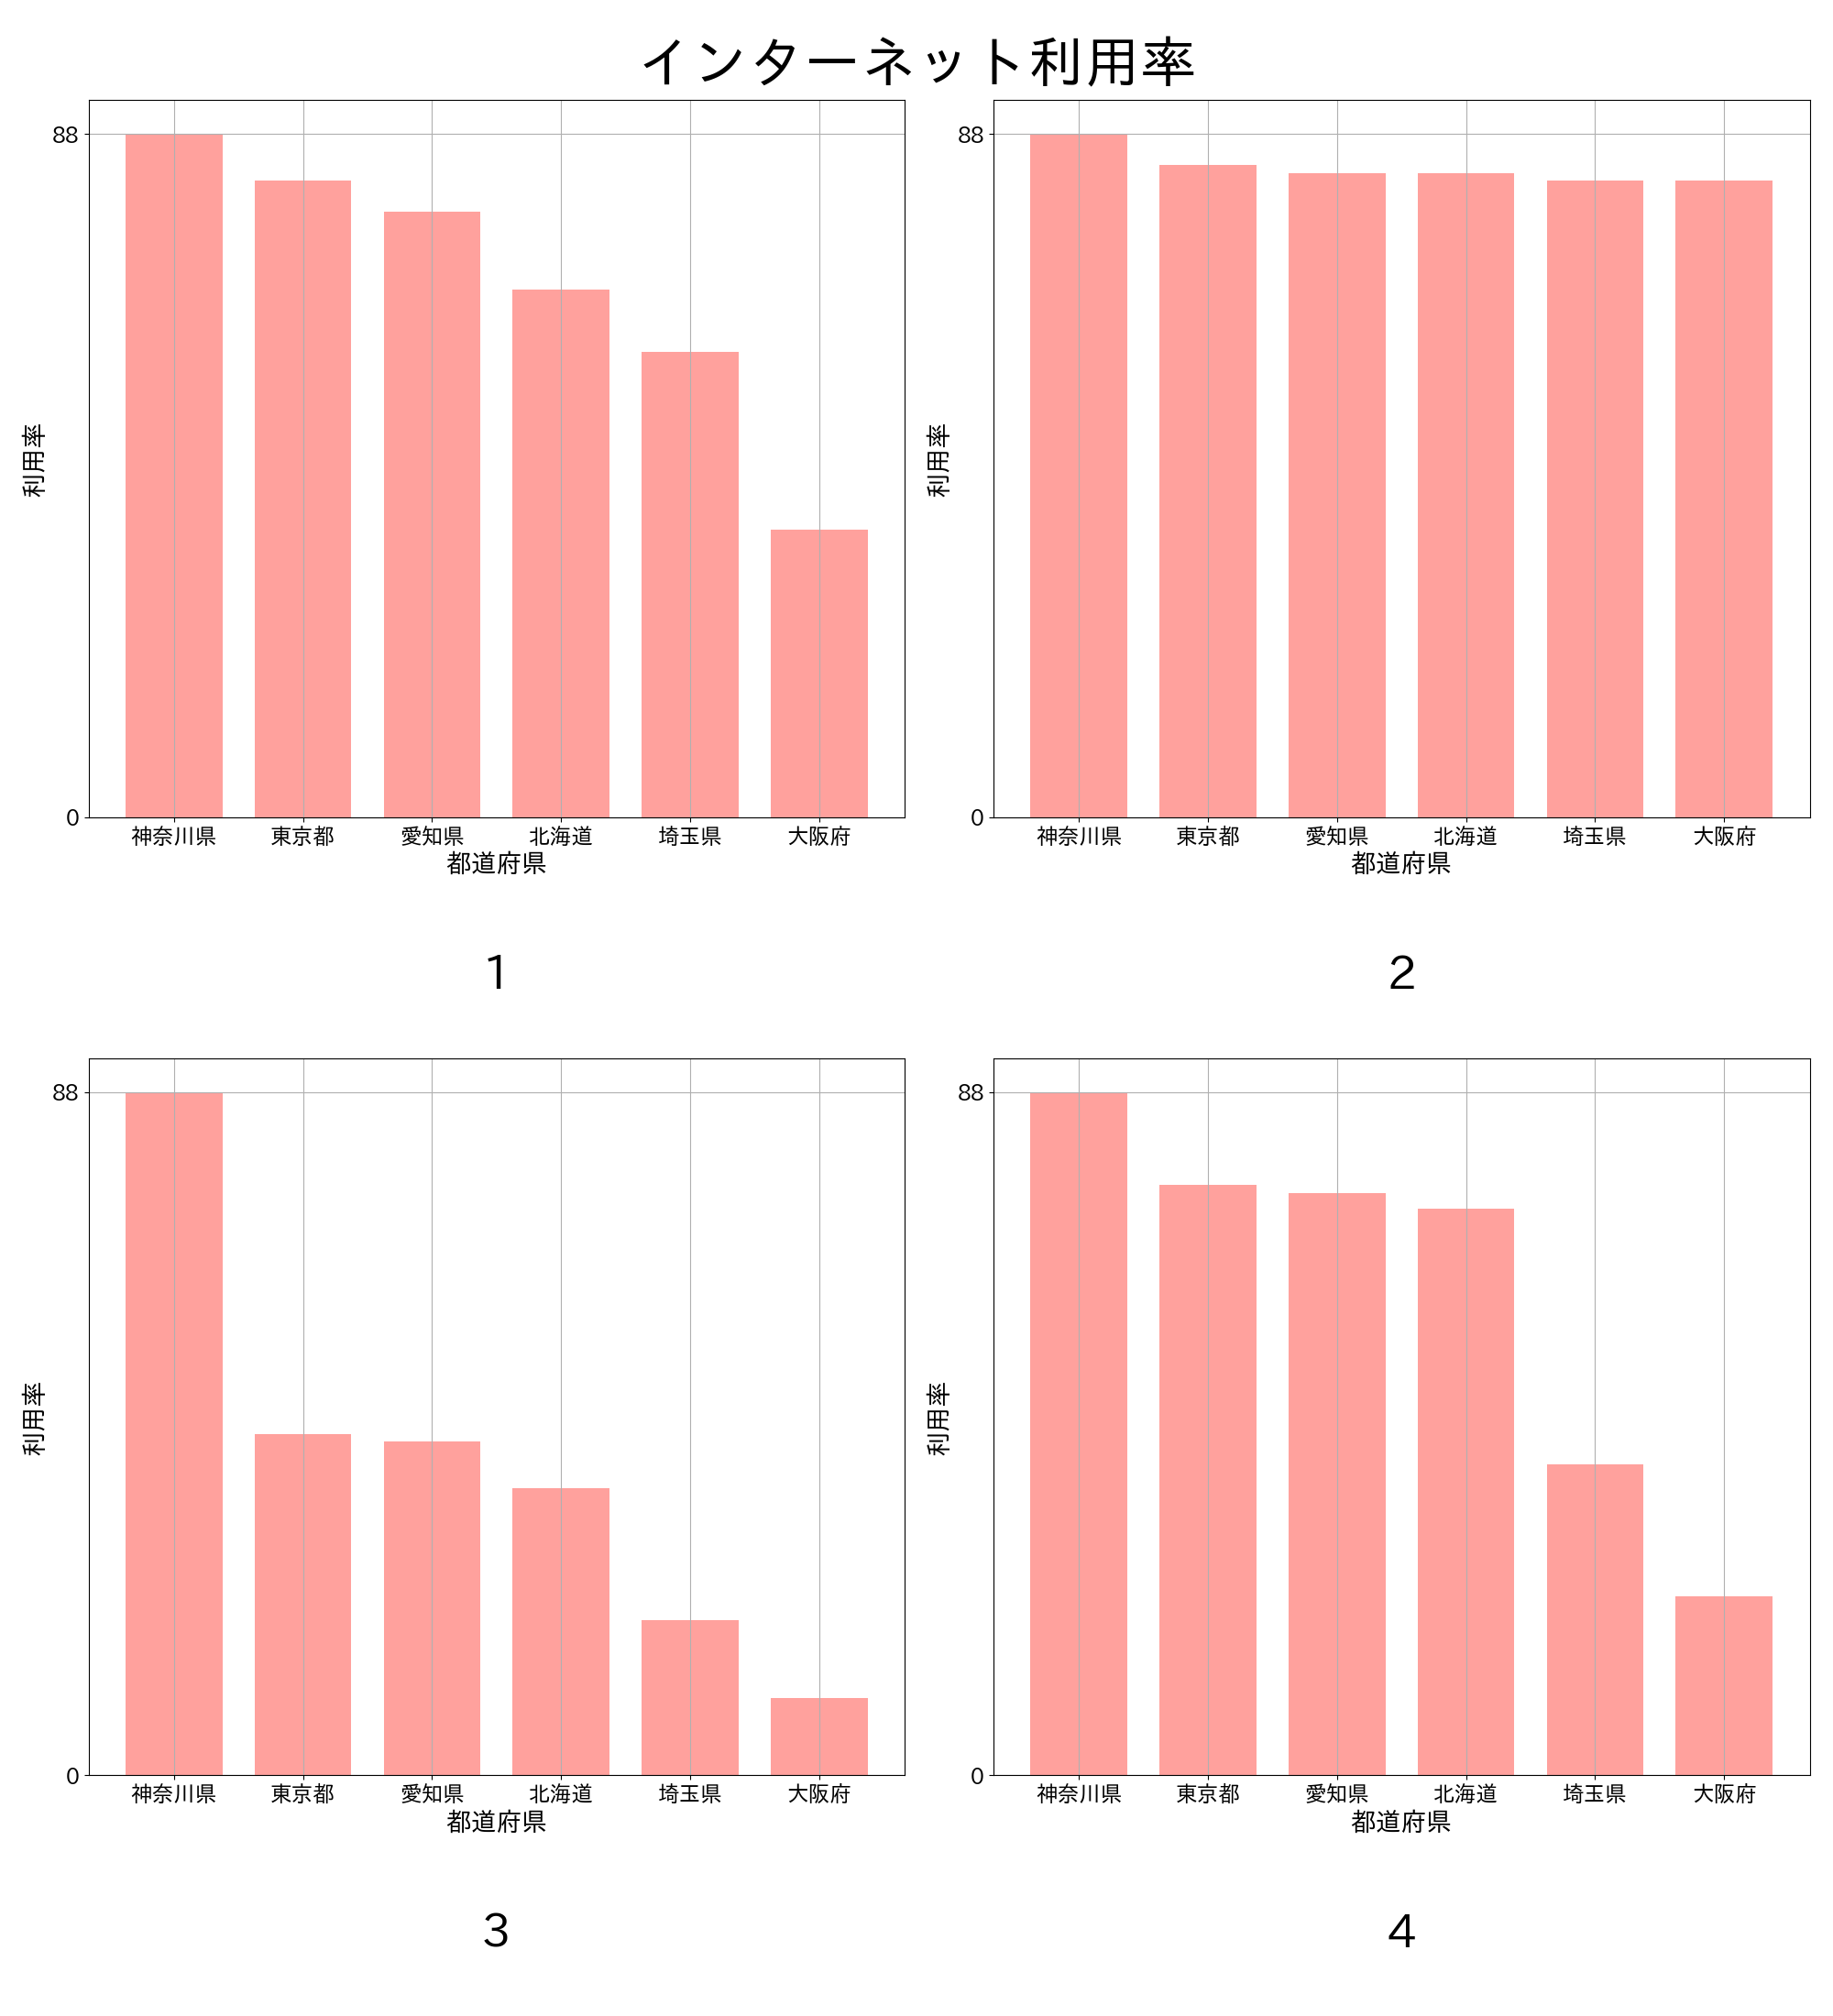 インターネット利用率
88
0
利用率
神奈川県 東京都 愛知県 北海道 埼玉県 大阪府
都道府県
1
88
0
利用率
神奈川県 東京都 愛知県 北海道 埼玉県 大阪府
都道府県
2
88
0
利用率
神奈川県 東京都 愛知県 北海道 埼玉県 大阪府
都道府県
3
88
0
利用率
神奈川県 東京都 愛知県 北海道 埼玉県 大阪府
都道府県
4